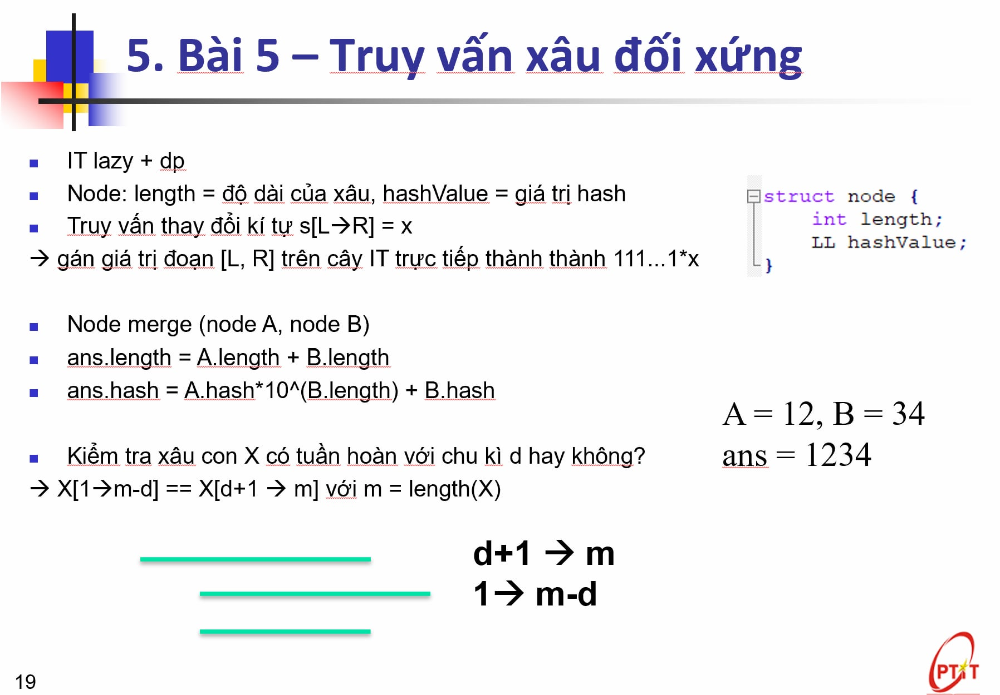 5. Bài 5 – Truy vấn xâu đối xứng
IT lazy + dp
Node: length = độ dài của xâu, hashValue = giá trị hash
Truy vấn thay đổi kí tự s[L→R] = x
→ gán giá trị đoạn [L, R] trên cây IT trực tiếp thành thành 111...1*x
struct node {
int length;
LL hashValue;
}
Node merge (node A, node B)
ans.length = A.length + B.length
ans.hash = A.hash*10^(B.length) + B.hash
A = 12, B = 34
ans = 1234
Kiểm tra xâu con X có tuần hoàn với chu kì d hay không?
→ X[1→m-d] == X[d+1 → m] với m = length(X)
d+1 → m
1→ m-d
19
PTIT